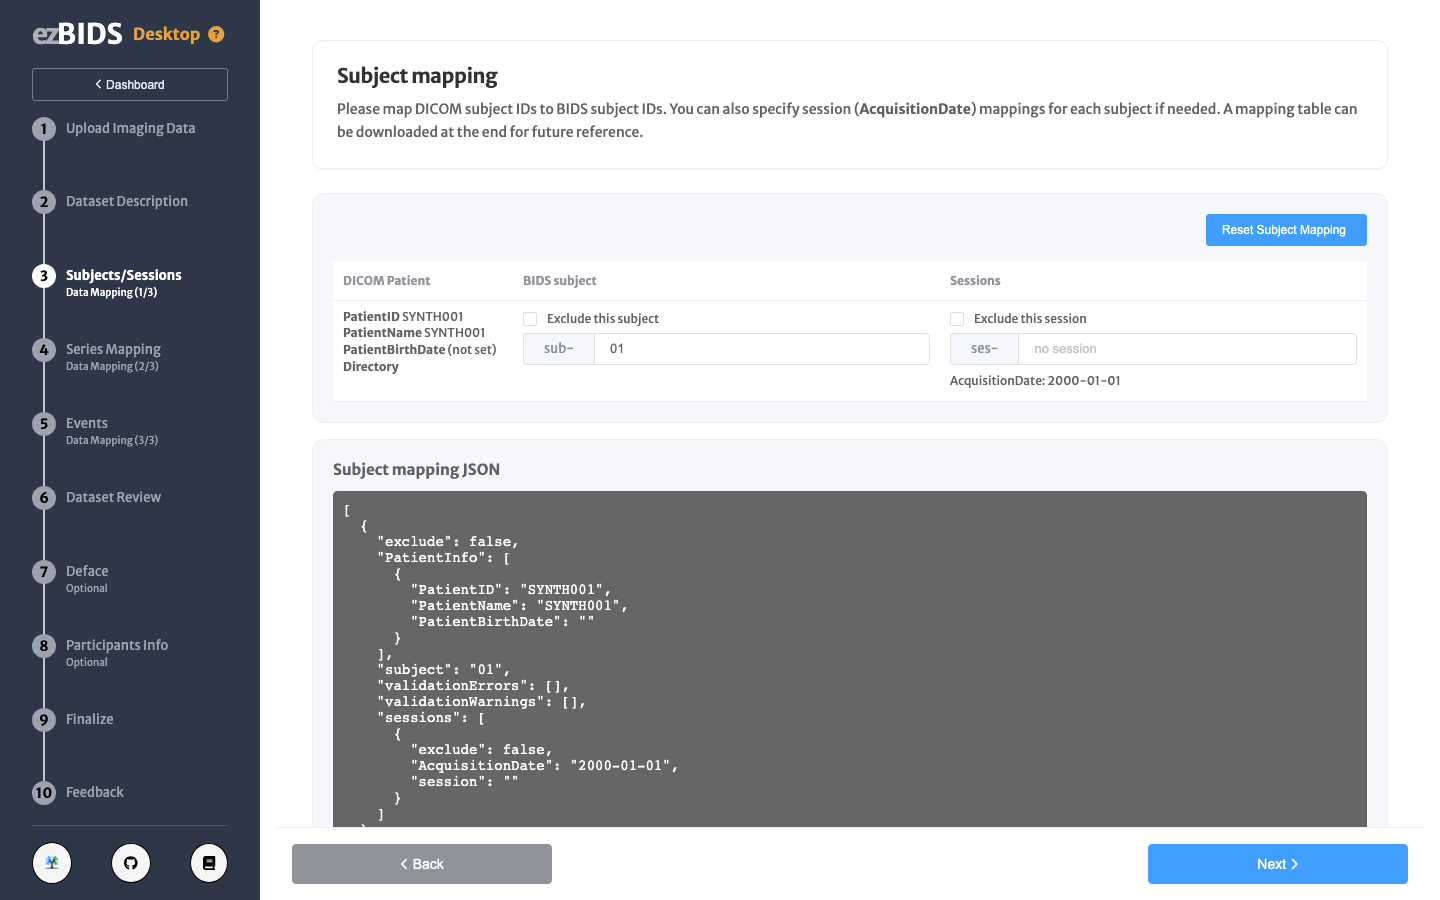 ezBIDS Desktop ?
Dashboard
1 Upload Imaging Data
2 Dataset Description
3 Subjects/Sessions
Data Mapping (1/3)
4 Series Mapping
Data Mapping (2/3)
5 Events
Data Mapping (3/3)
6 Dataset Review
7 Deface
Optional
8 Participants Info
Optional
9 Finalize
10 Feedback
Subject mapping
Please map DICOM subject IDs to BIDS subject IDs. You can also specify session (AcquisitionDate) mappings for each subject if needed. A mapping table can
be downloaded at the end for future reference.
Reset Subject Mapping
DICOM Patient BIDS subject Sessions
PatientID SYNTH001
PatientName SYNTH001
PatientBirthDate (not set)
Directory
Exclude this subject
sub- 01
Exclude this session
ses- no session
AcquisitionDate: 2000-01-01
Subject mapping JSON
[
{
"exclude": false,
"PatientInfo": [
{
"PatientID": "SYNTH001",
"PatientName": "SYNTH001",
"PatientBirthDate": ""
}
],
"subject": "01",
"validationErrors": [],
"validationWarnings": [],
"sessions": [
{
"exclude": false,
"AcquisitionDate": "2000-01-01",
"session": ""
}
]
Back
Next